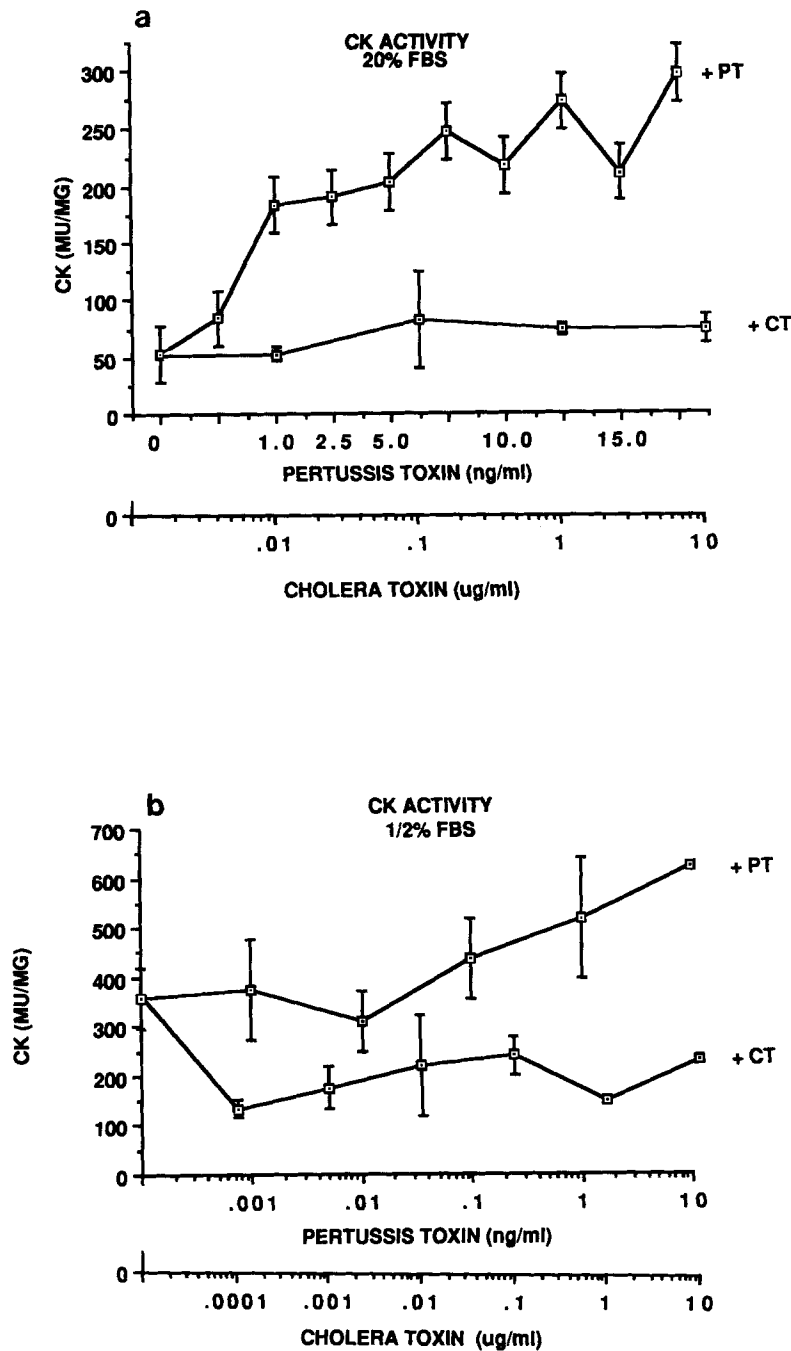 a
CK ACTIVITY
20% FBS
300
250
200
150
100
50
0
CK (MU/MG)
+ PT
+ CT
0 1.0 2.5 5.0 10.0 15.0
PERTUSSIS TOXIN (ng/ml)
0
.01 .1 1 10
CHOLERA TOXIN (ug/ml)
b
CK ACTIVITY
1/2% FBS
700
600
500
400
300
200
100
0
CK (MU/MG)
+ PT
+ CT
.001 .01 .1 1 10
PERTUSSIS TOXIN (ng/ml)
0
.0001 .001 .01 .1 1 10
CHOLERA TOXIN (ug/ml)